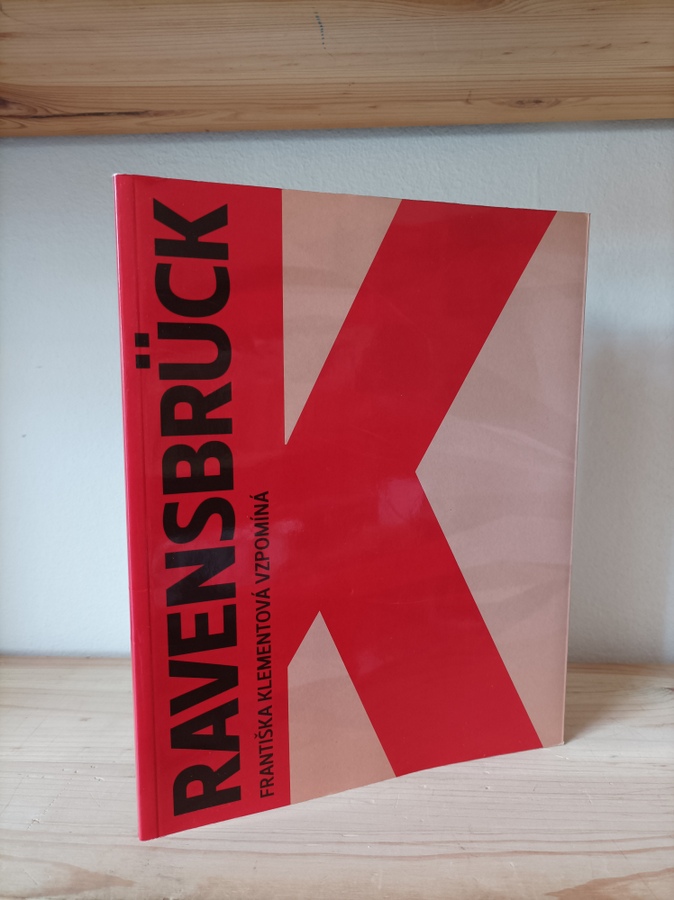 RAVENSBRÜCK
FRANTIŠKA KLEMENTOVÁ VZPOMÍNÁ
K